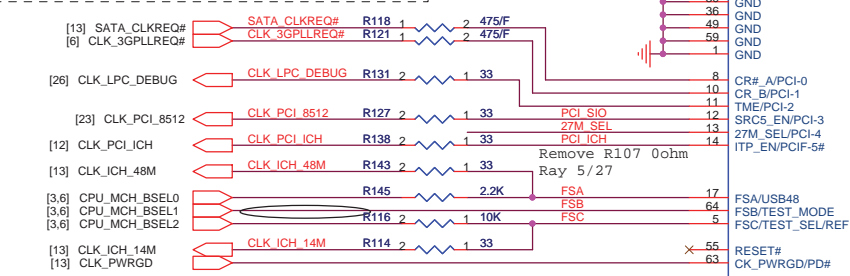 GND
36 GND
49 GND
59 GND
1 GND
[13] SATA_CLKREQ# SATA_CLKREQ# R118 1 2 475/F
[6] CLK_3GPLLREQ# CLK_3GPLLREQ# R121 1 2 475/F
[26] CLK_LPC_DEBUG CLK_LPC_DEBUG R131 2 1 33 8 CR#_A/PCI-0
10 CR_B/PCI-1
11 TME/PCI-2
[23] CLK_PCI_8512 CLK_PCI_8512 R127 2 1 33 PCI_SIO 12 SRC5_EN/PCI-3
27M_SEL 13 27M_SEL/PCI-4
[12] CLK_PCI_ICH CLK_PCI_ICH R138 2 1 33 PCI_ICH 14 ITP_EN/PCIF-5#
Remove R107 0ohm
[13] CLK_ICH_48M CLK_ICH_48M R143 2 1 33 Ray 5/27
[3,6] CPU_MCH_BSEL0 R145 2.2K FSA 17 FSA/USB48
[3,6] CPU_MCH_BSEL1 FSB 64 FSB/TEST_MODE
[3,6] CPU_MCH_BSEL2 R116 2 1 10K FSC 5 FSC/TEST_SEL/REF
[13] CLK_ICH_14M CLK_ICH_14M R114 2 1 33 55 RESET#
[13] CLK_PWRGD 63 CK_PWRGD/PD#